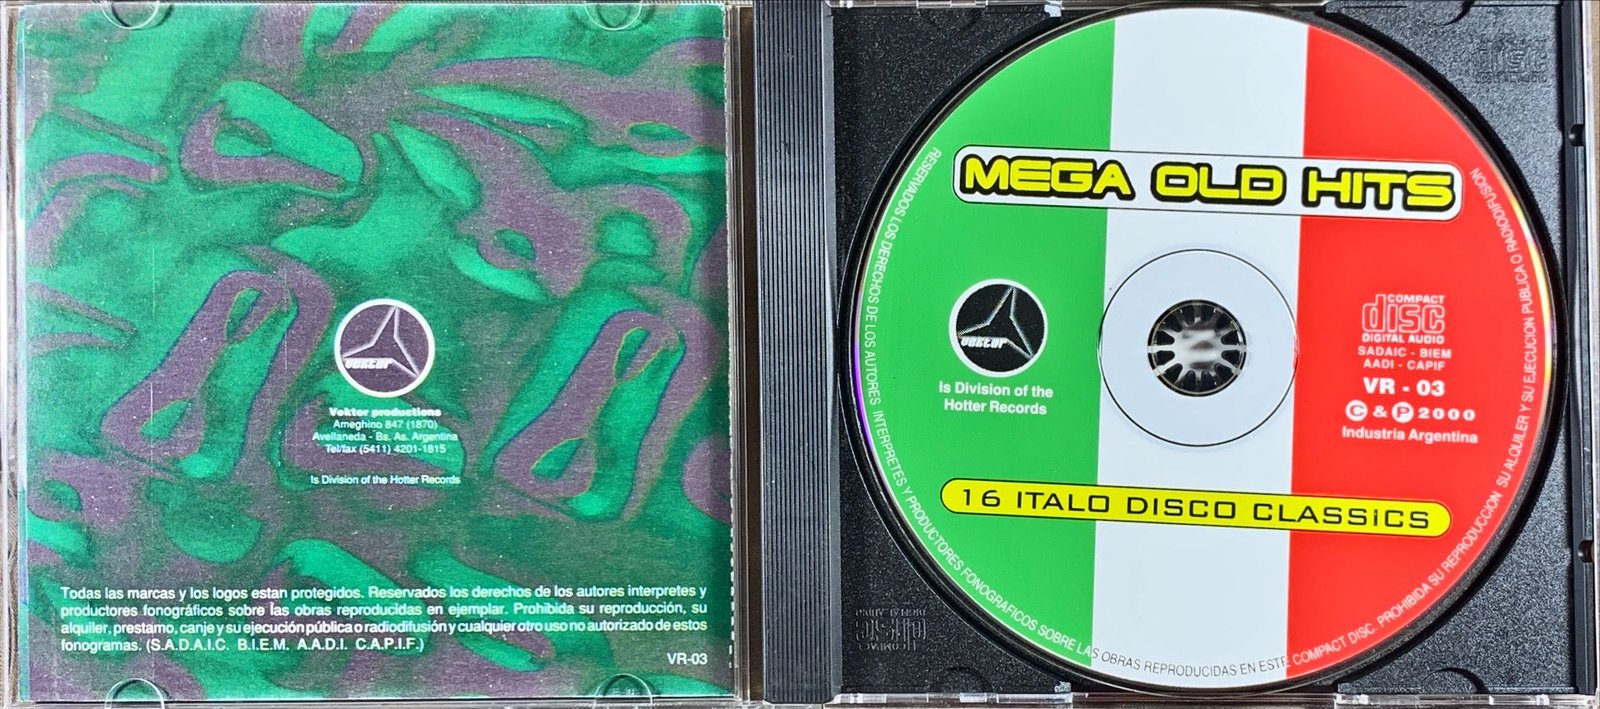 vektor
Vektor productions
Ameghino 847 (1870)
Avellaneda - Bs. As. Argentina
Tel/fax (5411) 4201-1815
Is Division of the Hotter Records
Todas las marcas y los logos estan protegidos. Reservados los derechos de los autores interpretes y
productores fonográficos sobre las obras reproducidas en ejemplar. Prohibida su reproducción, su
alquiler, prestamo, canje y su ejecución pública o radiodifusión y cualquier otro uso no autorizado de estos
fonogramas. (S.A.D.A.I.C. B.I.E.M. A.A.D.I. C.A.P.I.F.)
VR-03
MEGA OLD HITS
vektor
Is Division of the
Hotter Records
COMPACT
disc
DIGITAL AUDIO
SADAIC - BIEM
AADI - CAPIF
VR - 03
© & ℗ 2000
Industria Argentina
16 ITALO DISCO CLASSiCS
RESERVADOS LOS DERECHOS DE LOS AUTORES INTERPRETES Y PRODUCTORES FONOGRAFICOS SOBRE LAS OBRAS REPRODUCIDAS EN ESTE COMPACT DISC. PROHIBIDA SU REPRODUCCION SU ALQUILER Y SU EJECUCION PUBLICA O RADIODIFUSION
COMPACT
disc
DIGITAL AUDIO